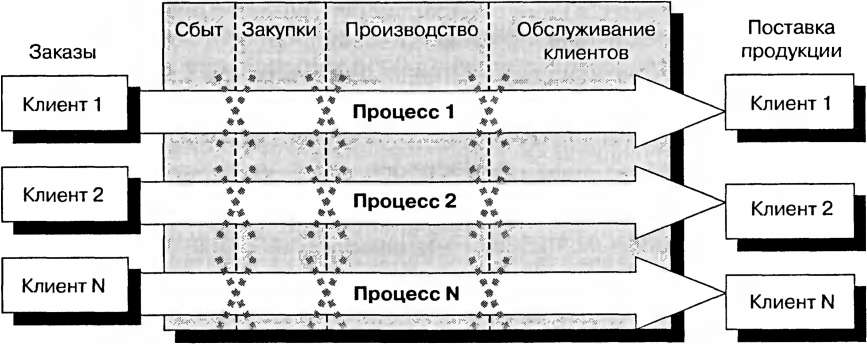 Заказы
Сбыт
Закупки
Производство
Обслуживание
клиентов
Поставка
продукции
Клиент 1
Процесс 1
Клиент 1
Клиент 2
Процесс 2
Клиент 2
Клиент N
Процесс N
Клиент N